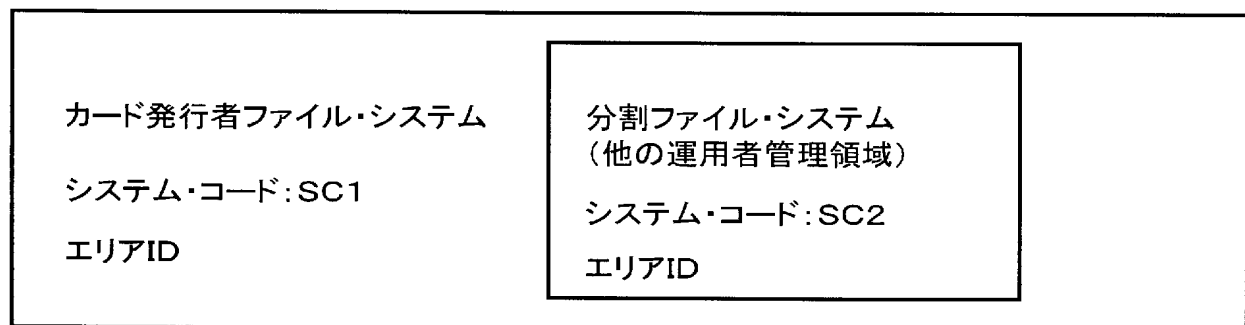 カード発行者ファイル・システム
システム・コード:SC1
エリアID
分割ファイル・システム
(他の運用者管理領域)
システム・コード:SC2
エリアID